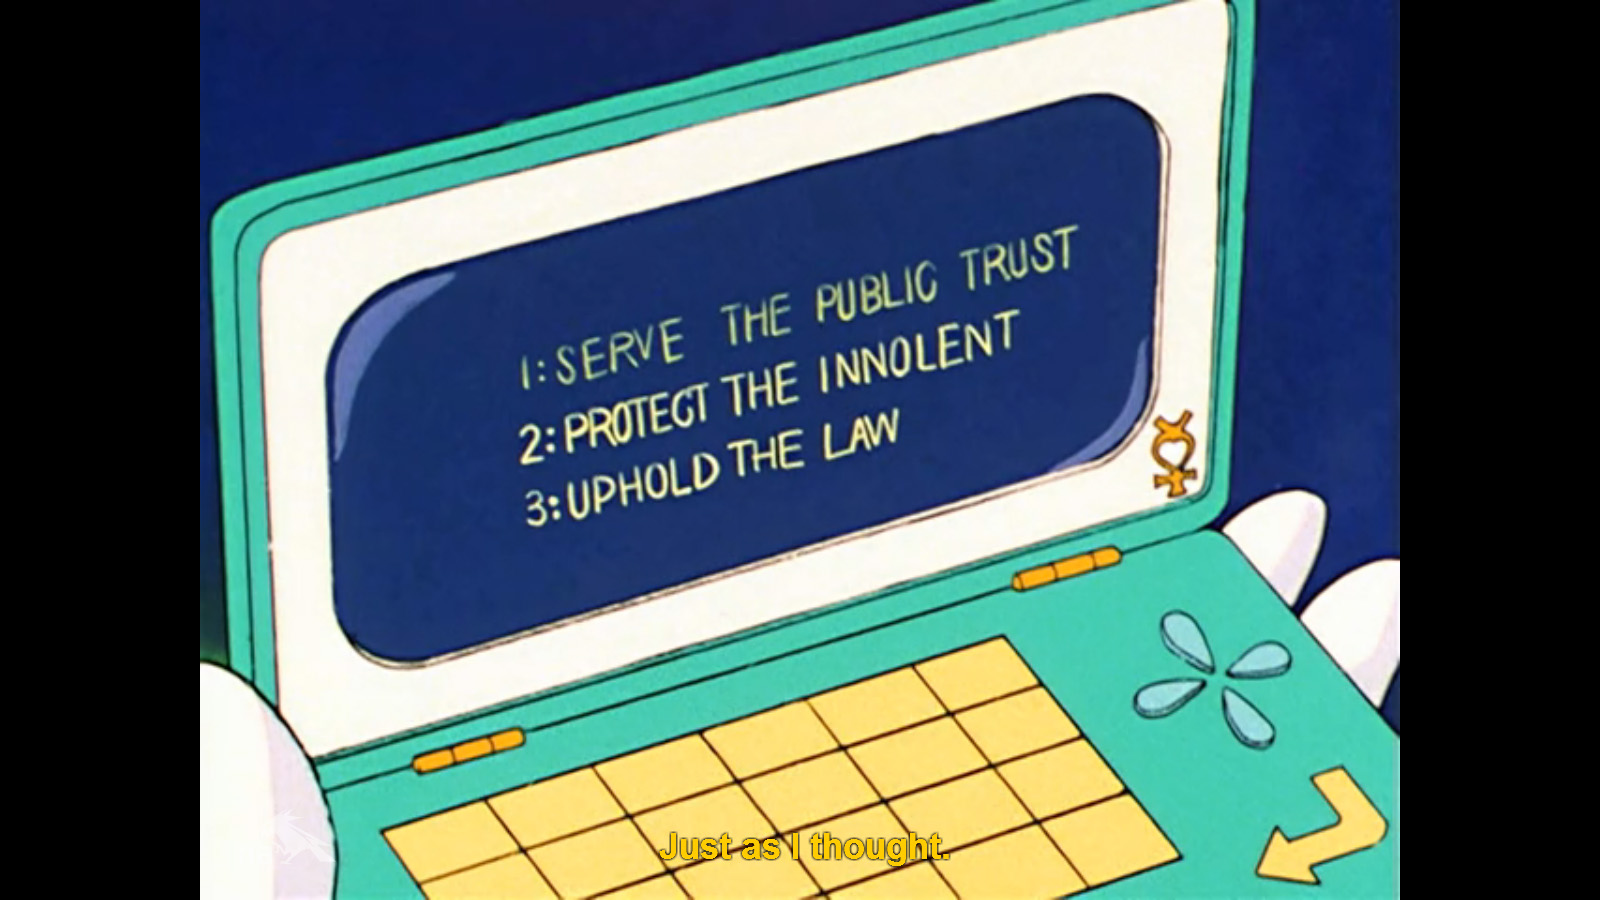 1:SERVE THE PUBLIC TRUST
2:PROTECT THE INNOLENT
3:UPHOLD THE LAW
Just as I thought.